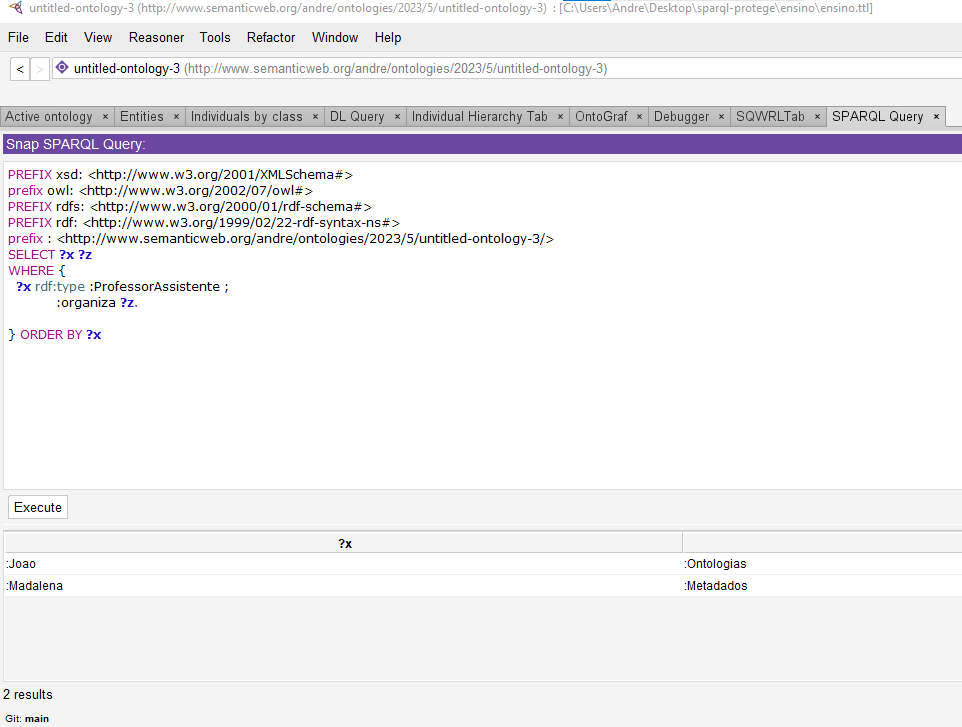 untitled-ontology-3 (http://www.semanticweb.org/andre/ontologies/2023/5/untitled-ontology-3) : [C:\Users\Andre\Desktop\sparql-protege\ensino\ensino.ttl]
File Edit View Reasoner Tools Refactor Window Help
< > untitled-ontology-3 (http://www.semanticweb.org/andre/ontologies/2023/5/untitled-ontology-3)
Active ontology × Entities × Individuals by class × DL Query × Individual Hierarchy Tab × OntoGraf × Debugger × SQWRLTab × SPARQL Query ×
Snap SPARQL Query:
PREFIX xsd: <http://www.w3.org/2001/XMLSchema#>
prefix owl: <http://www.w3.org/2002/07/owl#>
PREFIX rdfs: <http://www.w3.org/2000/01/rdf-schema#>
PREFIX rdf: <http://www.w3.org/1999/02/22-rdf-syntax-ns#>
prefix : <http://www.semanticweb.org/andre/ontologies/2023/5/untitled-ontology-3/>
SELECT ?x ?z
WHERE {
?x rdf:type :ProfessorAssistente ;
:organiza ?z.
} ORDER BY ?x
Execute
?x
:Joao :Ontologias
:Madalena :Metadados
2 results
Git: main